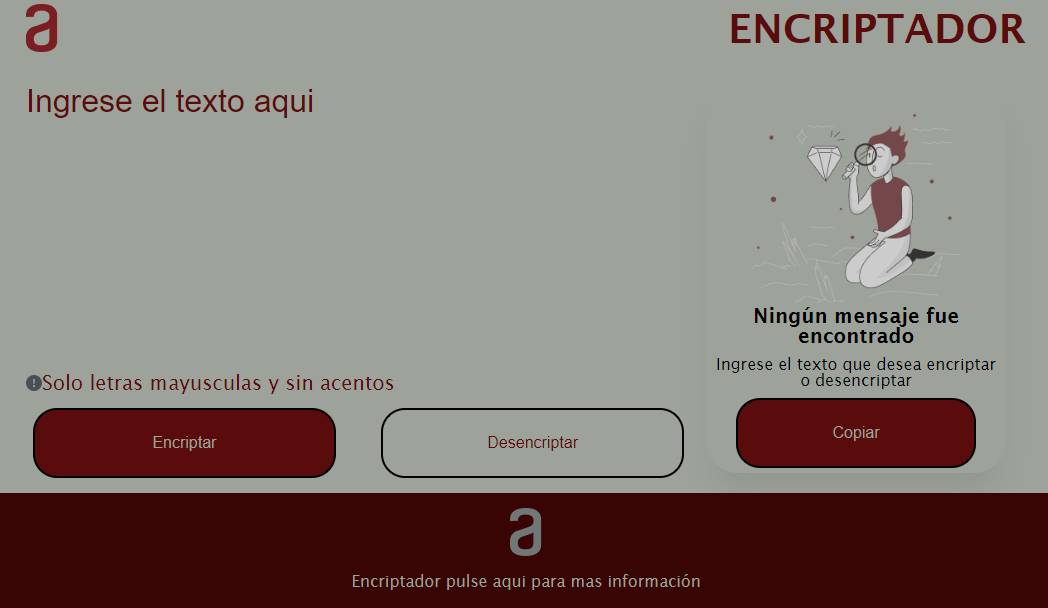 a
ENCRIPTADOR
Ingrese el texto aqui
Ningún mensaje fue
encontrado
Ingrese el texto que desea encriptar
o desencriptar
Copiar
!Solo letras mayusculas y sin acentos
Encriptar
Desencriptar
a
Encriptador pulse aqui para mas información